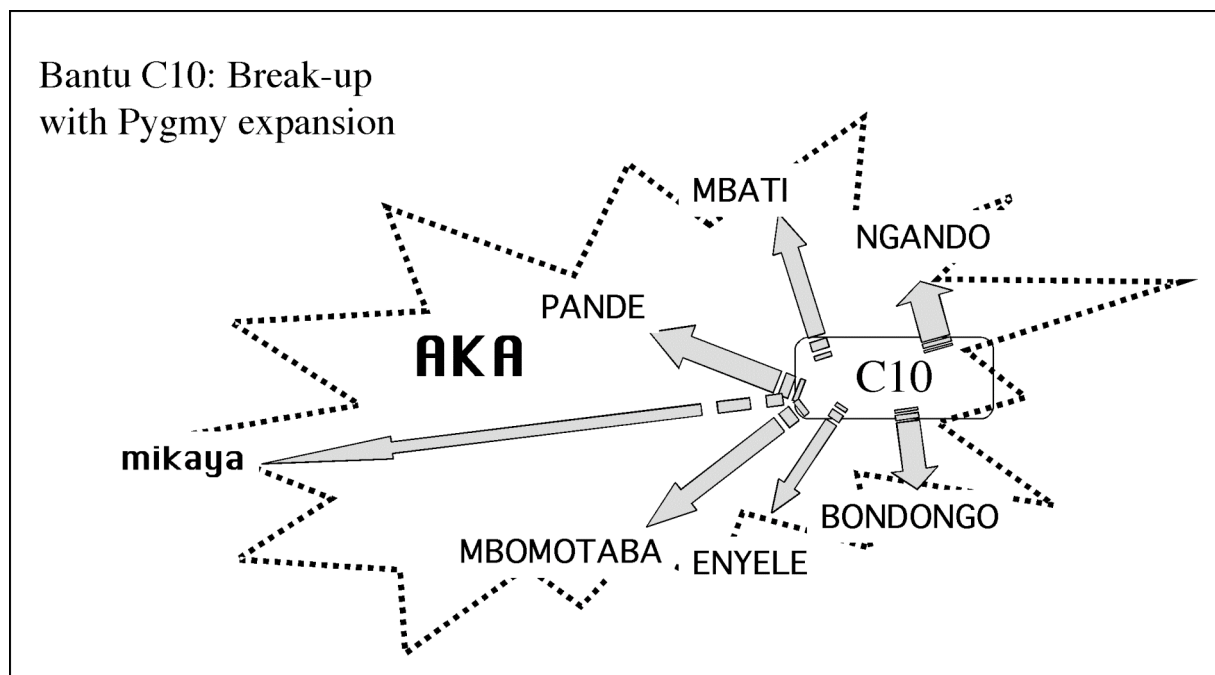 Bantu C10: Break-up
with Pygmy expansion
MBATI
NGANDO
PANDE
AKA
C10
mikaya
BONDONGO
MBOMOTABA
ENYELE